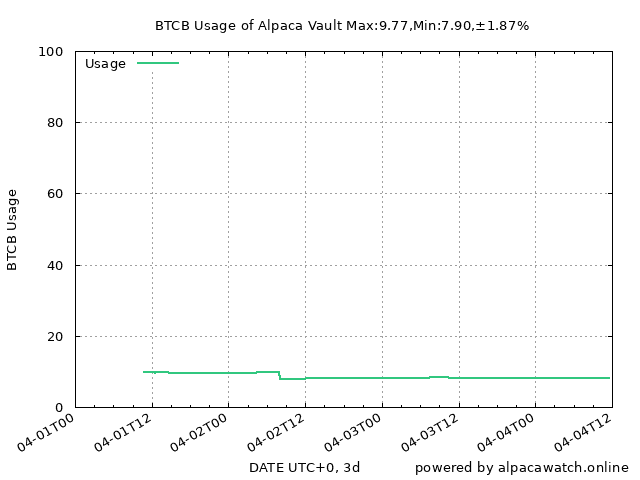 BTCB Usage of Alpaca Vault Max:9.77,Min:7.90,±1.87%
100
Usage
80
60
BTCB Usage
40
20
0
04-01T00 04-01T12 04-02T00 04-02T12 04-03T00 04-03T12 04-04T00 04-04T12
DATE UTC+0, 3d powered by alpacawatch.online